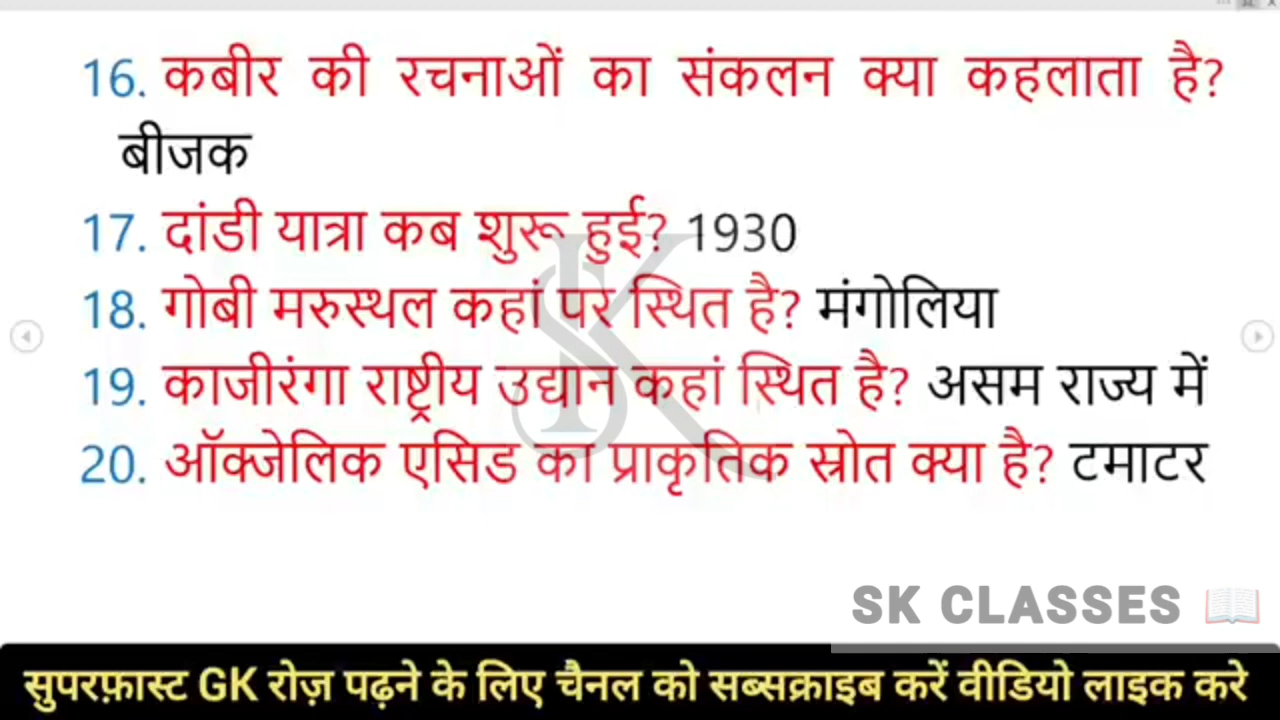 16. कबीर की रचनाओं का संकलन क्या कहलाता है?
बीजक
17. दांडी यात्रा कब शुरू हुई? 1930
18. गोबी मरुस्थल कहां पर स्थित है? मंगोलिया
19. काजीरंगा राष्ट्रीय उद्यान कहां स्थित है? असम राज्य में
20. ऑक्जेलिक एसिड का प्राकृतिक स्रोत क्या है? टमाटर
SK
SK CLASSES
सुपरफ़ास्ट GK रोज़ पढ़ने के लिए चैनल को सब्सक्राइब करें वीडियो लाइक करे